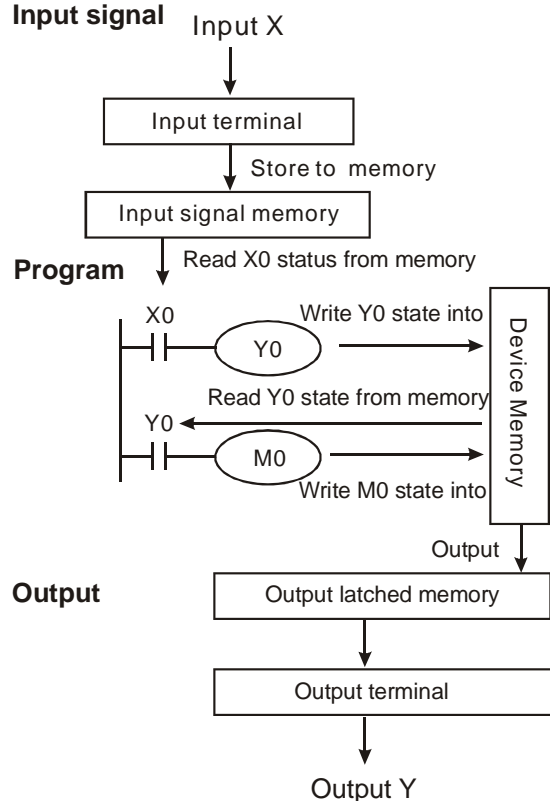 Input signal
Input X
Input terminal
Store to memory
Input signal memory
Read X0 status from memory
Program
X0
Y0
Write Y0 state into
Device Memory
Read Y0 state from memory
Y0
M0
Write M0 state into
Output
Output
Output latched memory
Output terminal
Output Y